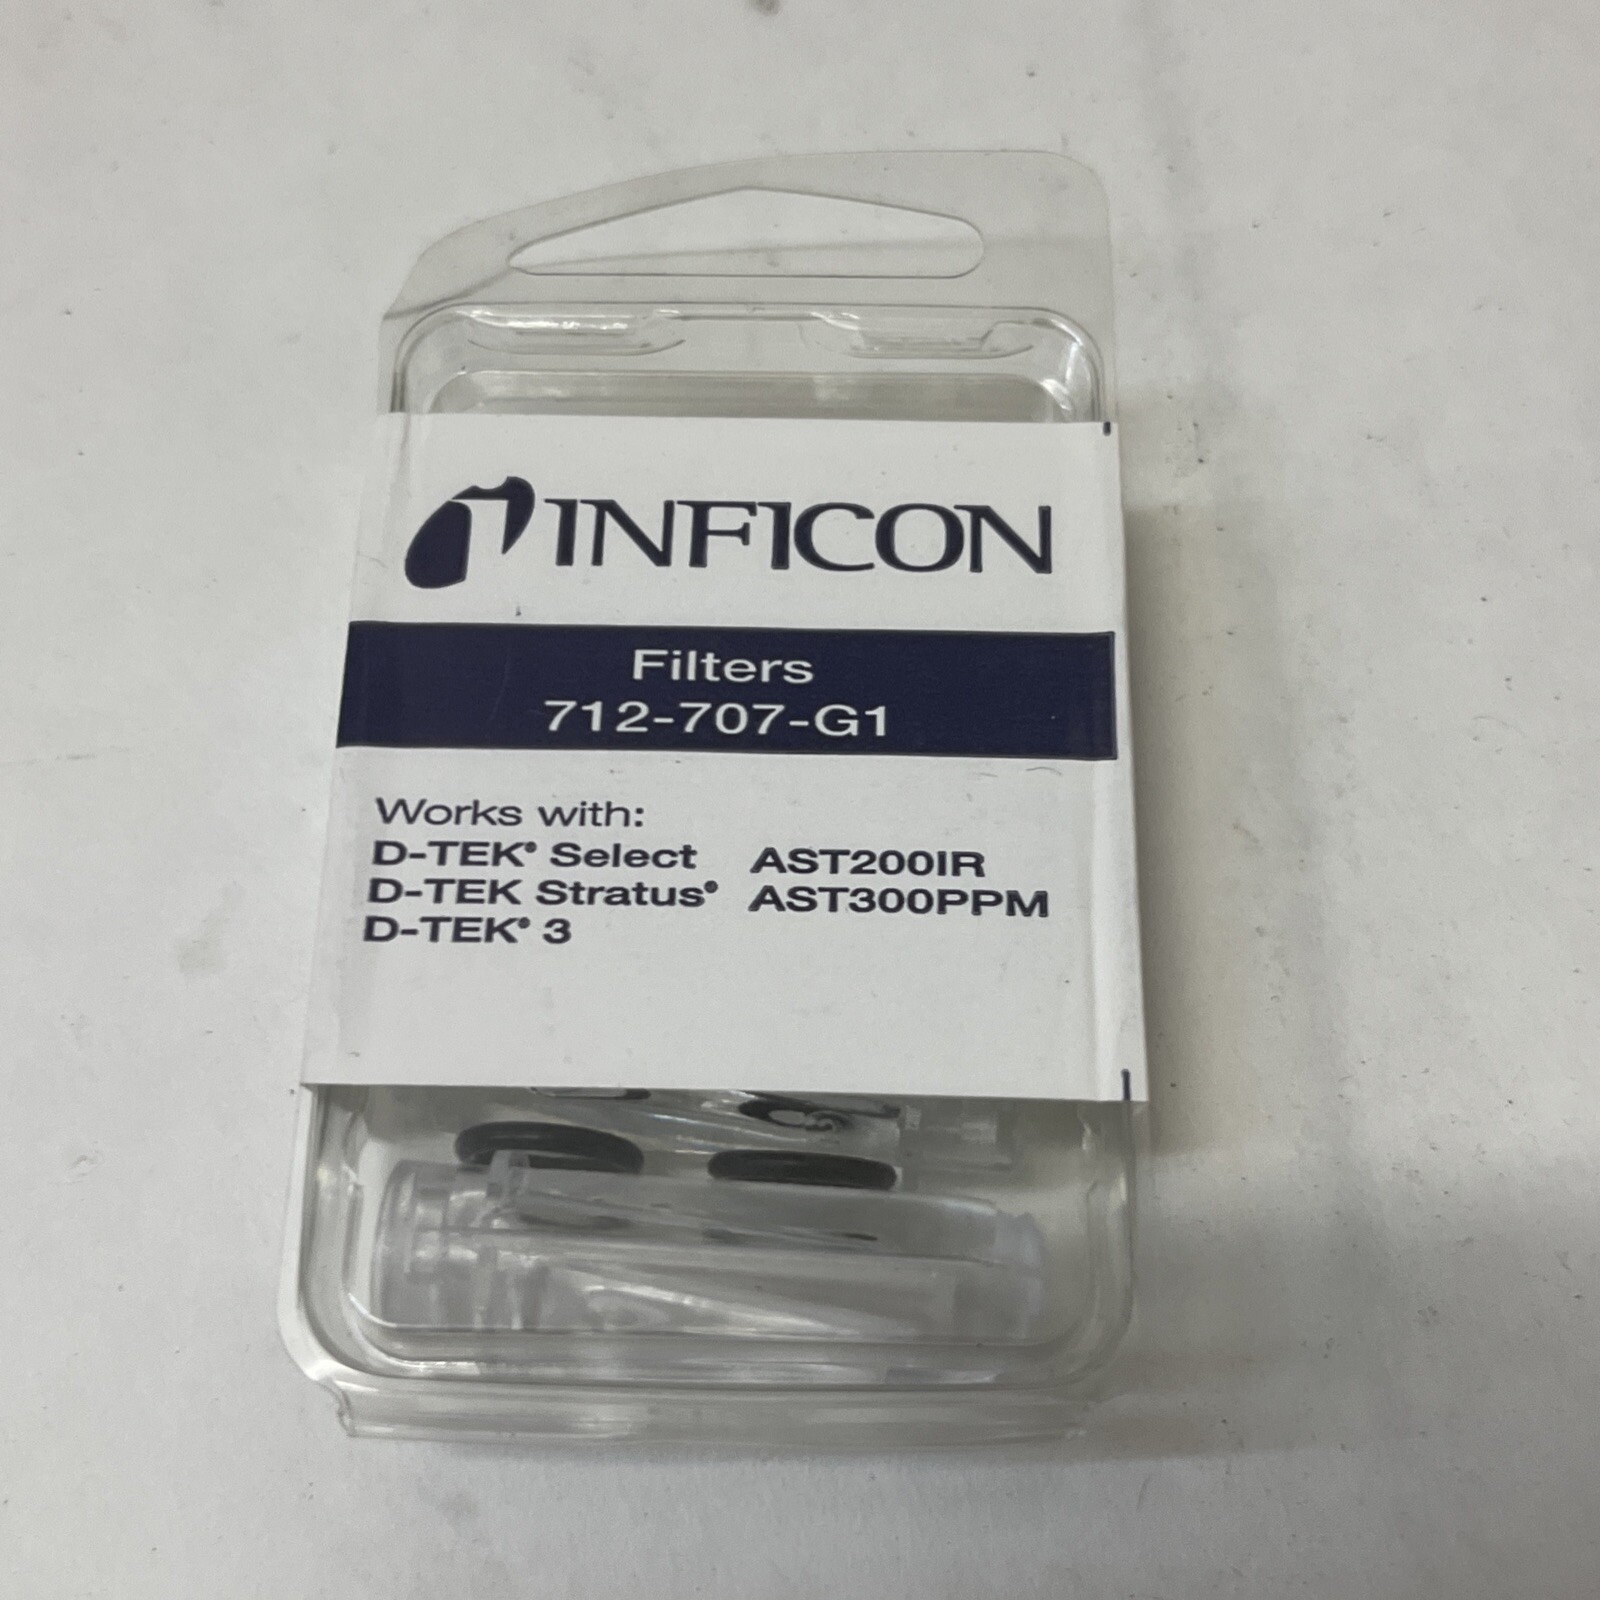 INFICON
Filters
712-707-G1
Works with:
D-TEK® Select AST200IR
D-TEK Stratus® AST300PPM
D-TEK® 3